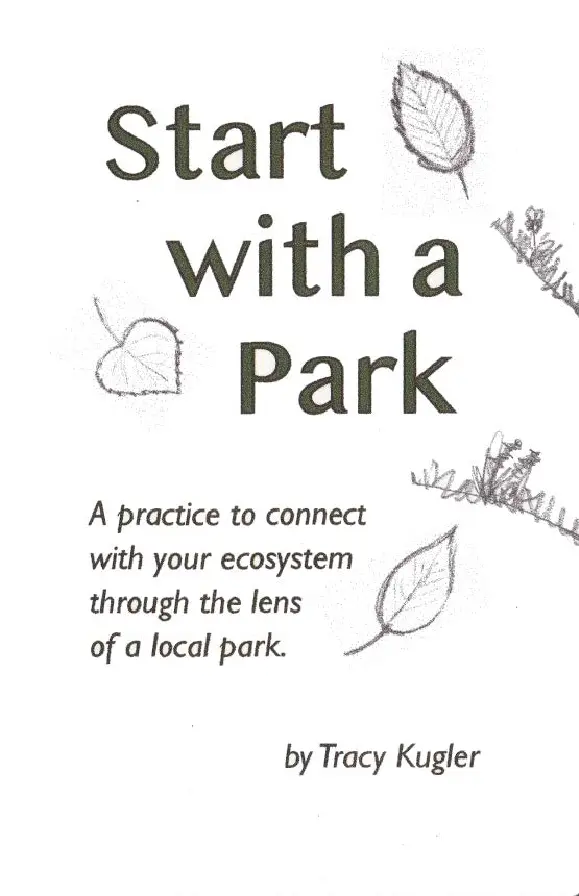 Start
with a
Park
A practice to connect
with your ecosystem
through the lens
of a local park.
by Tracy Kugler